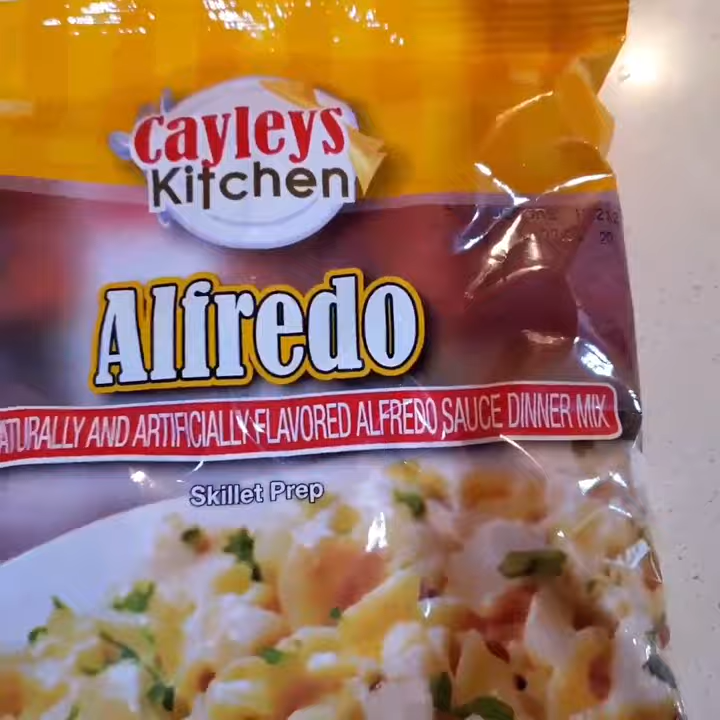 Cayleys
Kitchen
Alfredo
ATURALLY AND ARTIFICIALLY FLAVORED ALFREDO SAUCE DINNER MIX
Skillet Prep